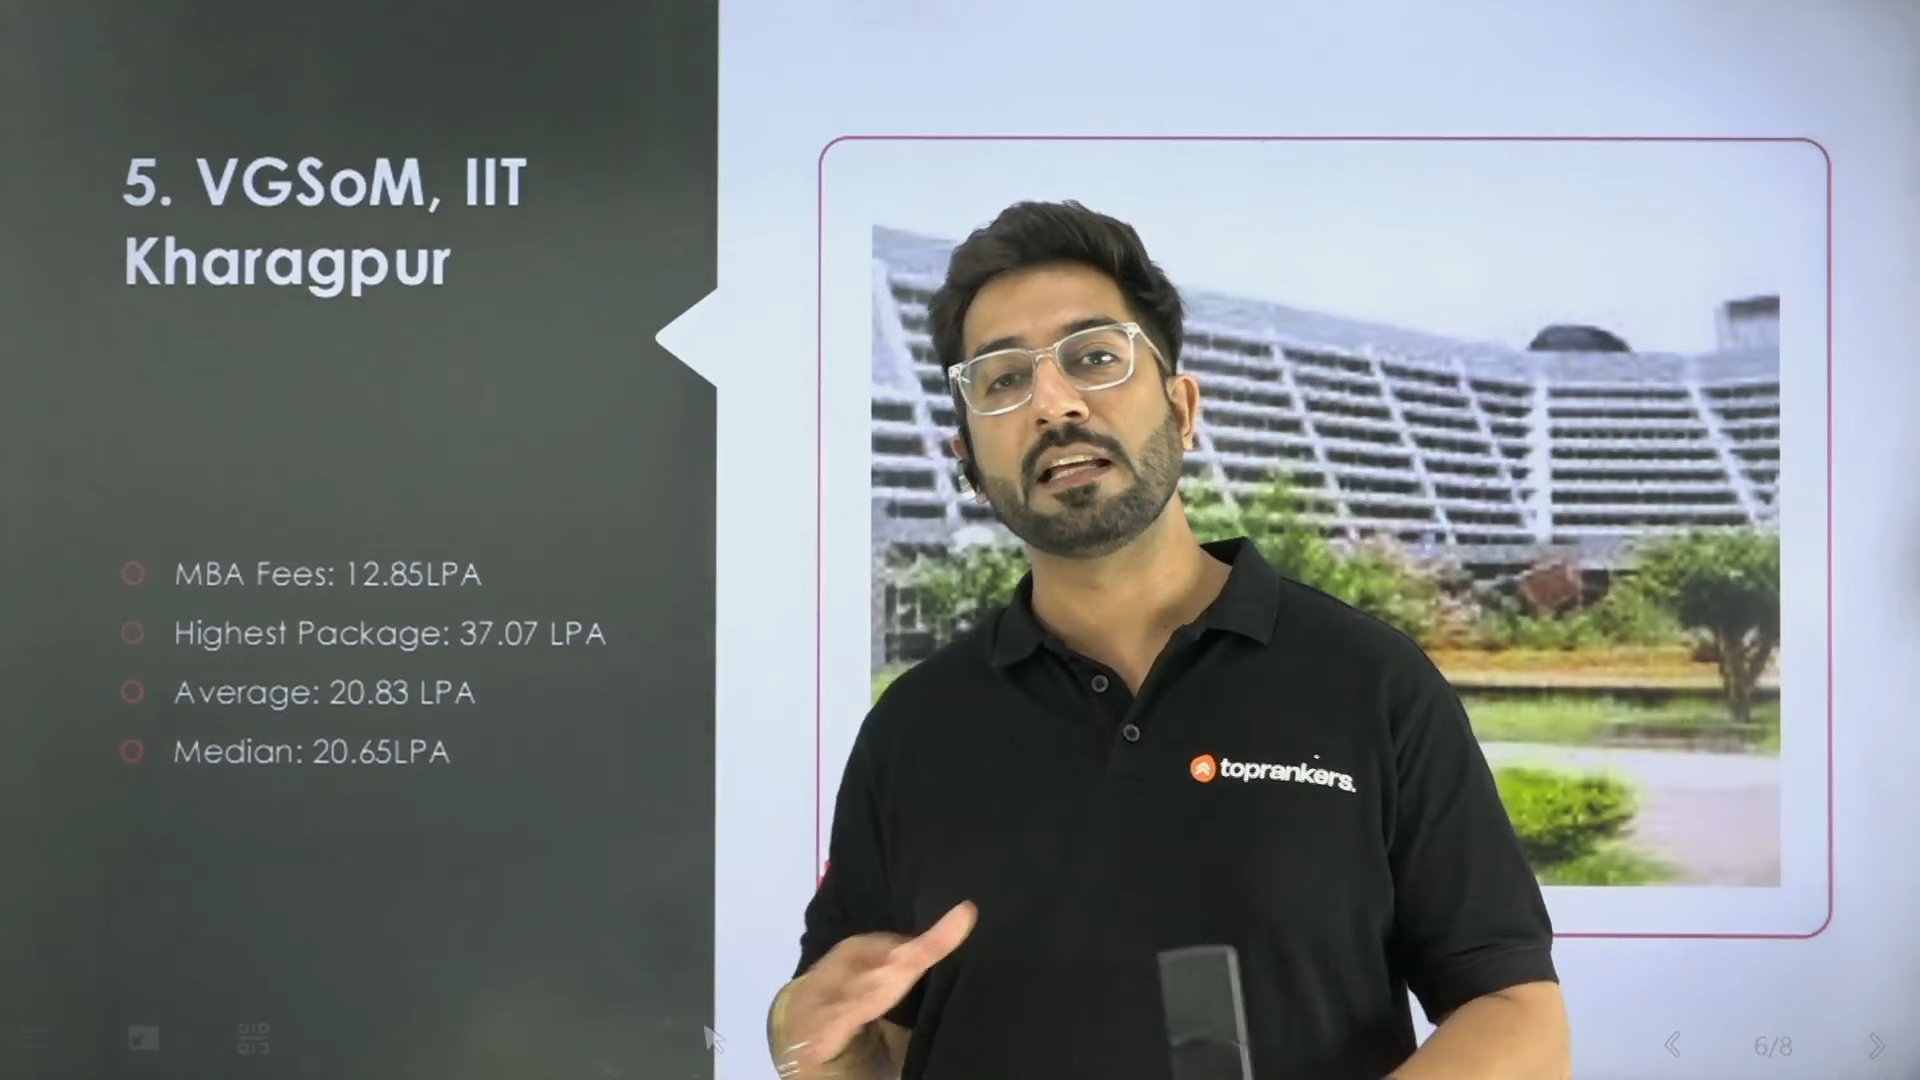 5. VGSoM, IIT
Kharagpur
MBA Fees: 12.85LPA
Highest Package: 37.07 LPA
Average: 20.83 LPA
Median: 20.65LPA
toprankers.
6/8